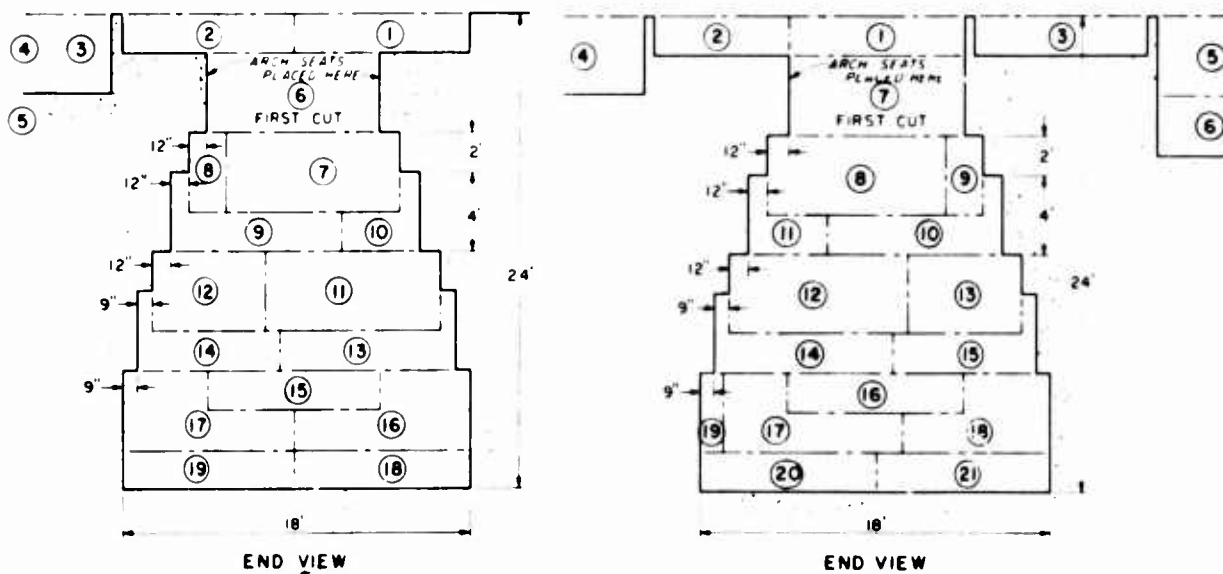 4 3 2 1
ARCH SEATS
PLACED HERE
5 6
FIRST CUT
12" 2'
8 7
12" 4'
9 10
12"
12 11 24'
9"
14 13
9" 15
17 16
19 18
18'
END VIEW
4 2 1 3 5
ARCH SEATS
PLACED HERE
7
FIRST CUT 6
12" 2'
8 9
12' 4'
11 10
12"
12 13 24'
9"
14 15
9" 16
19 17 18
20 21
18'
END VIEW